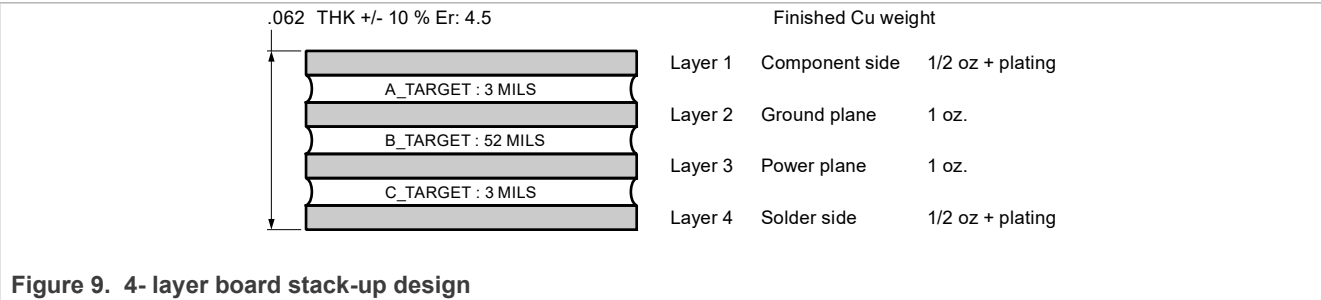 .062 THK +/- 10 % Er: 4.5 Finished Cu weight
Layer 1 Component side 1/2 oz + plating
A_TARGET : 3 MILS
Layer 2 Ground plane 1 oz.
B_TARGET : 52 MILS
Layer 3 Power plane 1 oz.
C_TARGET : 3 MILS
Layer 4 Solder side 1/2 oz + plating
Figure 9. 4- layer board stack-up design